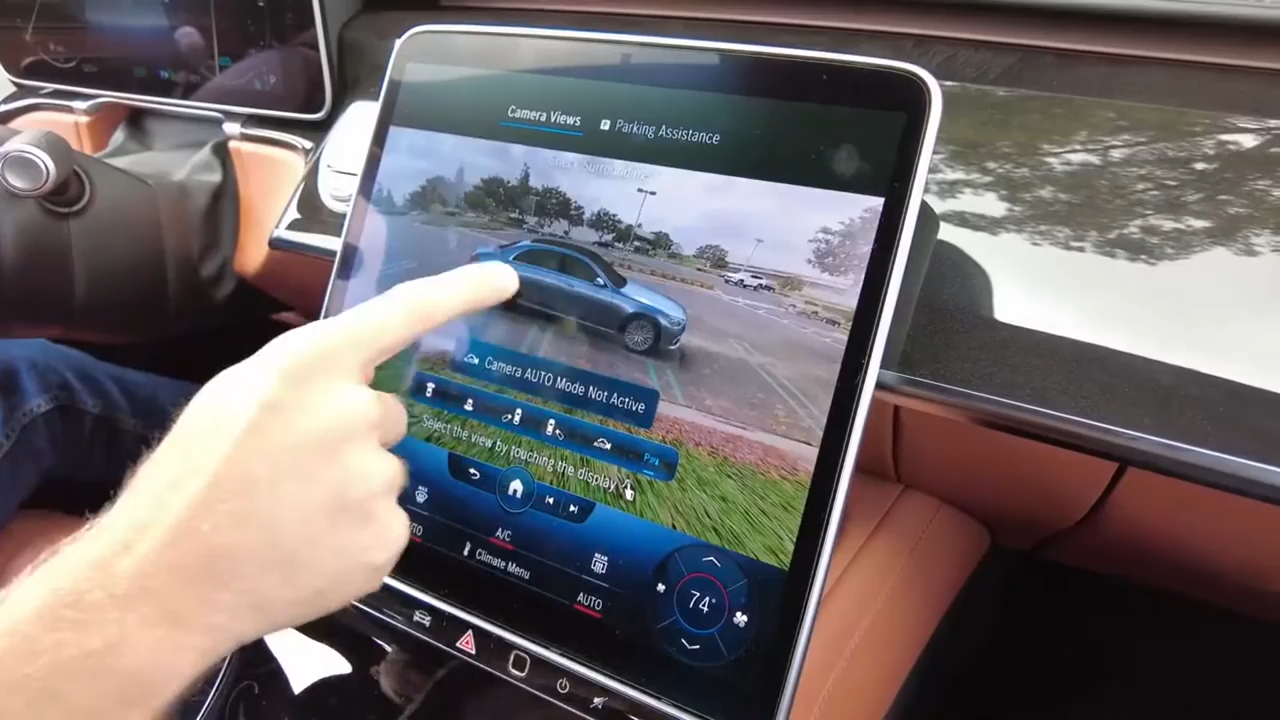 Camera Views
P Parking Assistance
Camera AUTO Mode Not Active
AUTO
Select the view by touching the display
MAX
A/C
REAR
Climate Menu
AUTO
74°